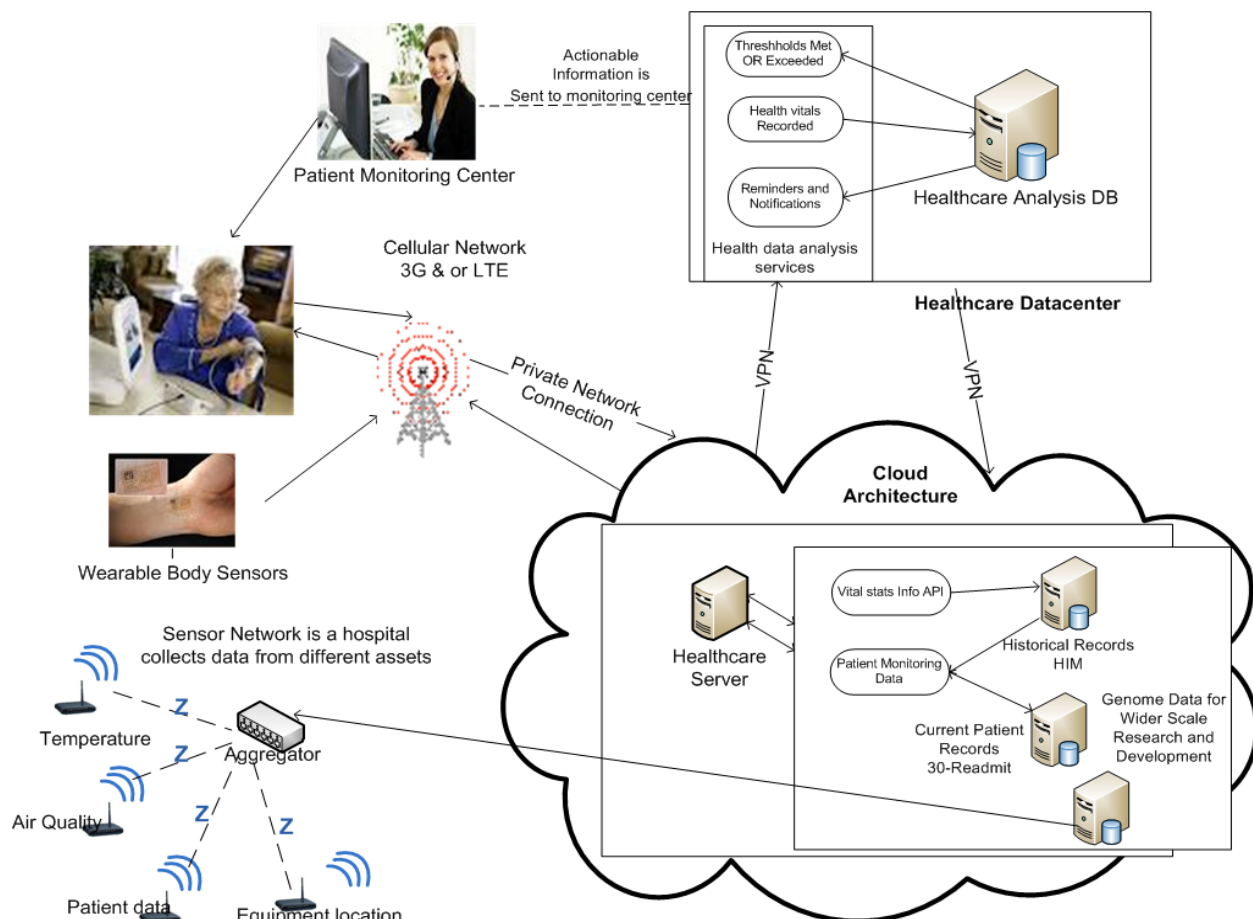 Actionable
Information is
Sent to monitoring center
Patient Monitoring Center
Threshholds Met
OR Exceeded
Health vitals
Recorded
Reminders and
Notifications
Health data analysis
services
Healthcare Analysis DB
Healthcare Datacenter
Cellular Network
3G & or LTE
Private Network
Connection
VPN
VPN
Wearable Body Sensors
Cloud
Architecture
Healthcare
Server
Vital stats Info API
Historical Records
HIM
Patient Monitoring
Data
Current Patient
Records
30-Readmit
Genome Data for
Wider Scale
Research and
Development
Sensor Network is a hospital
collects data from different assets
Z
Temperature
Aggregator
Z
Air Quality
Z
Z
Patient data
Equipment location